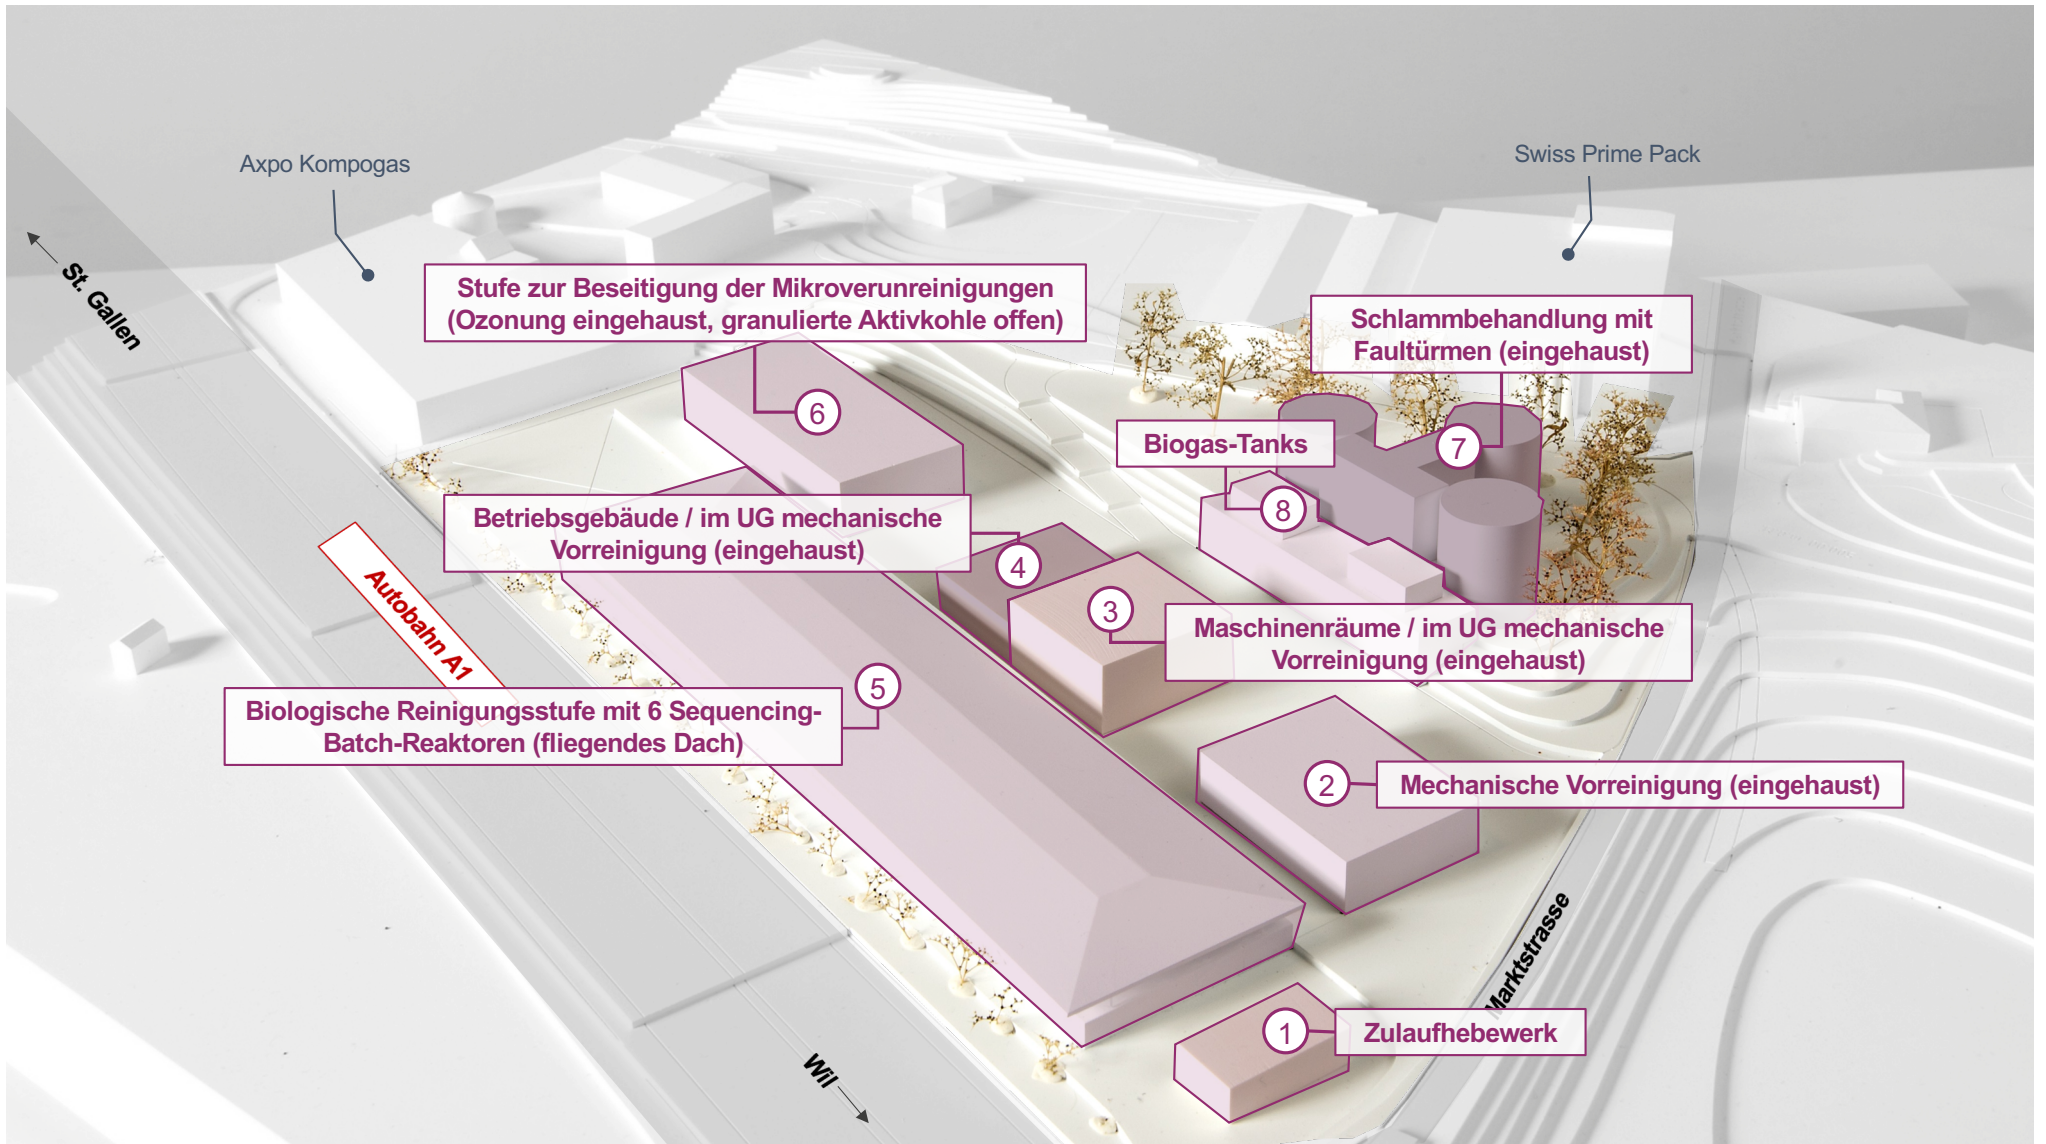 Axpo Kompogas
Swiss Prime Pack
St. Gallen
Stufe zur Beseitigung der Mikroverunreinigungen
(Ozonung eingehaust, granulierte Aktivkohle offen)
6
Schlammbehandlung mit
Faultürmen (eingehaust)
7
Biogas-Tanks
8
Betriebsgebäude / im UG mechanische
Vorreinigung (eingehaust)
4
3
Maschinenräume / im UG mechanische
Vorreinigung (eingehaust)
Autobahn A1
5
Biologische Reinigungsstufe mit 6 Sequencing-
Batch-Reaktoren (fliegendes Dach)
2
Mechanische Vorreinigung (eingehaust)
Marktstrasse
1
Zulaufhebewerk
Wil